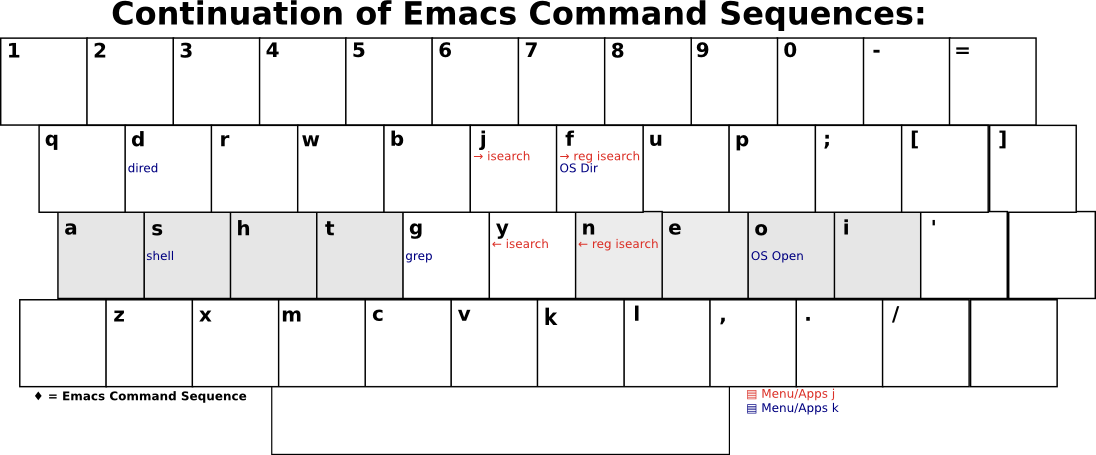 Continuation of Emacs Command Sequences:
1 2 3 4 5 6 7 8 9 0 - =
q d r w b j f u p ; [ ]
→ isearch → reg isearch
dired OS Dir
a s h t g y n e o i '
← isearch ← reg isearch
shell grep OS Open
z x m c v k l , . /
♦ = Emacs Command Sequence
▤ Menu/Apps j
▤ Menu/Apps k